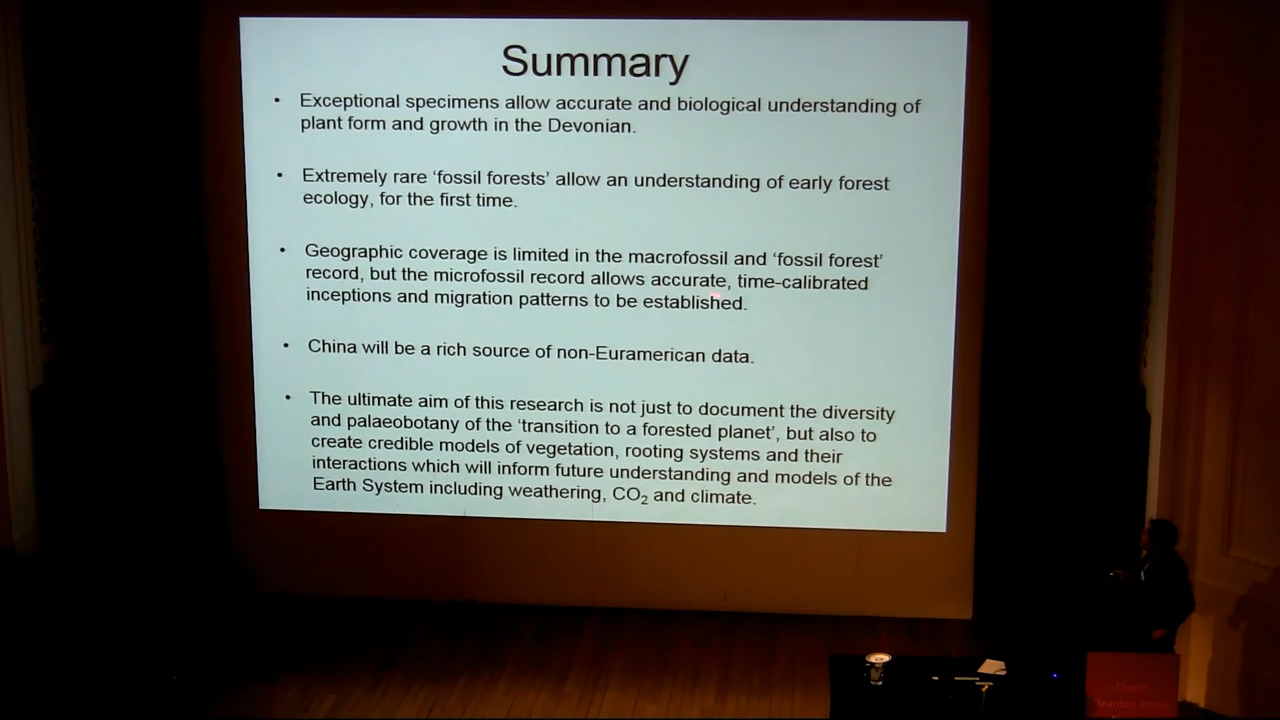 Summary
• Exceptional specimens allow accurate and biological understanding of
plant form and growth in the Devonian.
• Extremely rare ‘fossil forests’ allow an understanding of early forest
ecology, for the first time.
• Geographic coverage is limited in the macrofossil and ‘fossil forest’
record, but the microfossil record allows accurate, time-calibrated
inceptions and migration patterns to be established.
• China will be a rich source of non-Euramerican data.
• The ultimate aim of this research is not just to document the diversity
and palaeobotany of the ‘transition to a forested planet’, but also to
create credible models of vegetation, rooting systems and their
interactions which will inform future understanding and models of the
Earth System including weathering, CO₂ and climate.
Reardon Smith